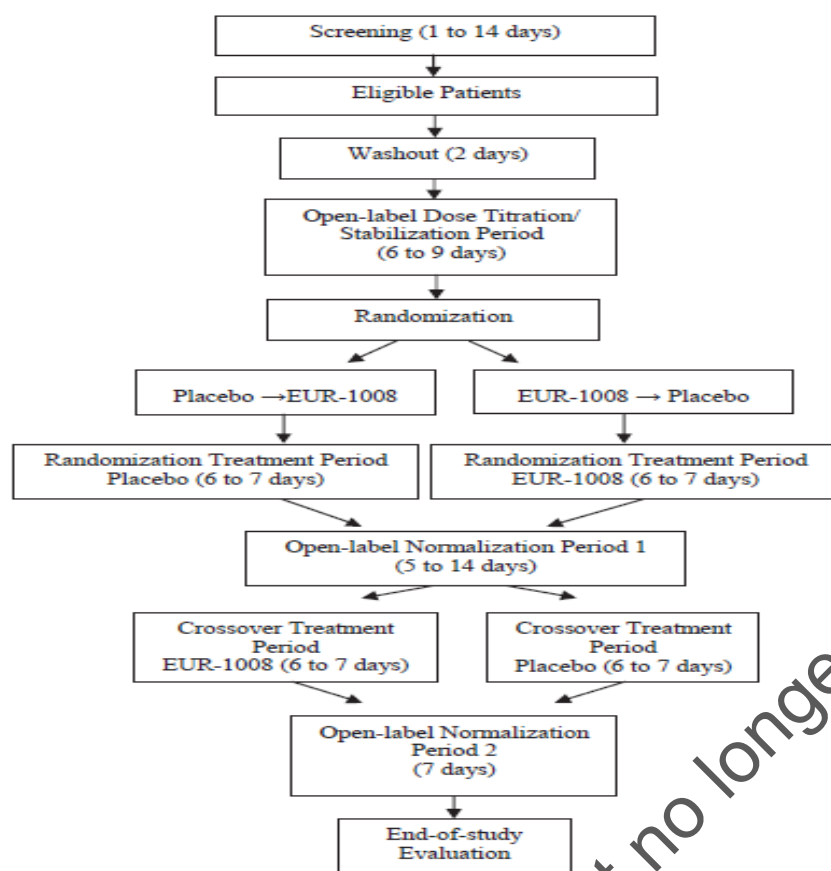 Screening (1 to 14 days)
Eligible Patients
Washout (2 days)
Open-label Dose Titration/
Stabilization Period
(6 to 9 days)
Randomization
Placebo →EUR-1008
EUR-1008 → Placebo
Randomization Treatment Period
Placebo (6 to 7 days)
Randomization Treatment Period
EUR-1008 (6 to 7 days)
Open-label Normalization Period 1
(5 to 14 days)
Crossover Treatment
Period
EUR-1008 (6 to 7 days)
Crossover Treatment
Period
Placebo (6 to 7 days)
Open-label Normalization
Period 2
(7 days)
End-of-study
Evaluation
no longe